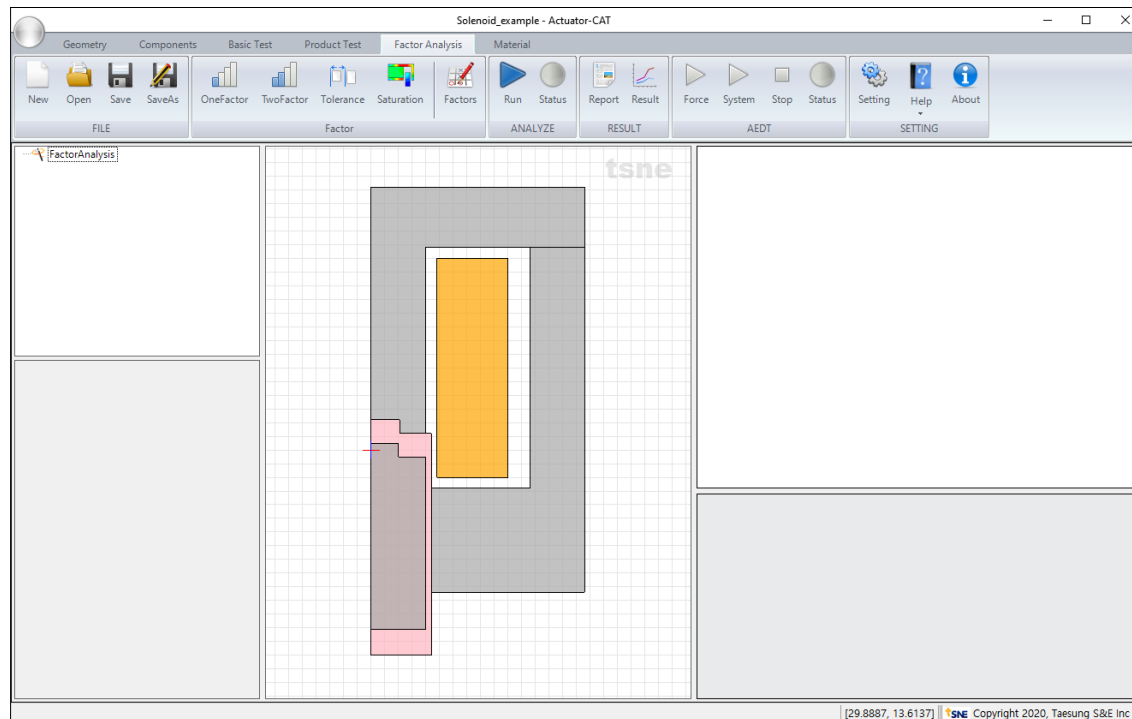 Solenoid_example - Actuator-CAT
Geometry Components Basic Test Product Test Factor Analysis Material
New Open Save SaveAs OneFactor TwoFactor Tolerance Saturation Factors Run Status Report Result Force System Stop Status Setting Help About
FILE Factor ANALYZE RESULT AEDT SETTING
FactorAnalysis
tsne
[29.8887, 13.6137] TSNE Copyright 2020, Taesung S&E Inc